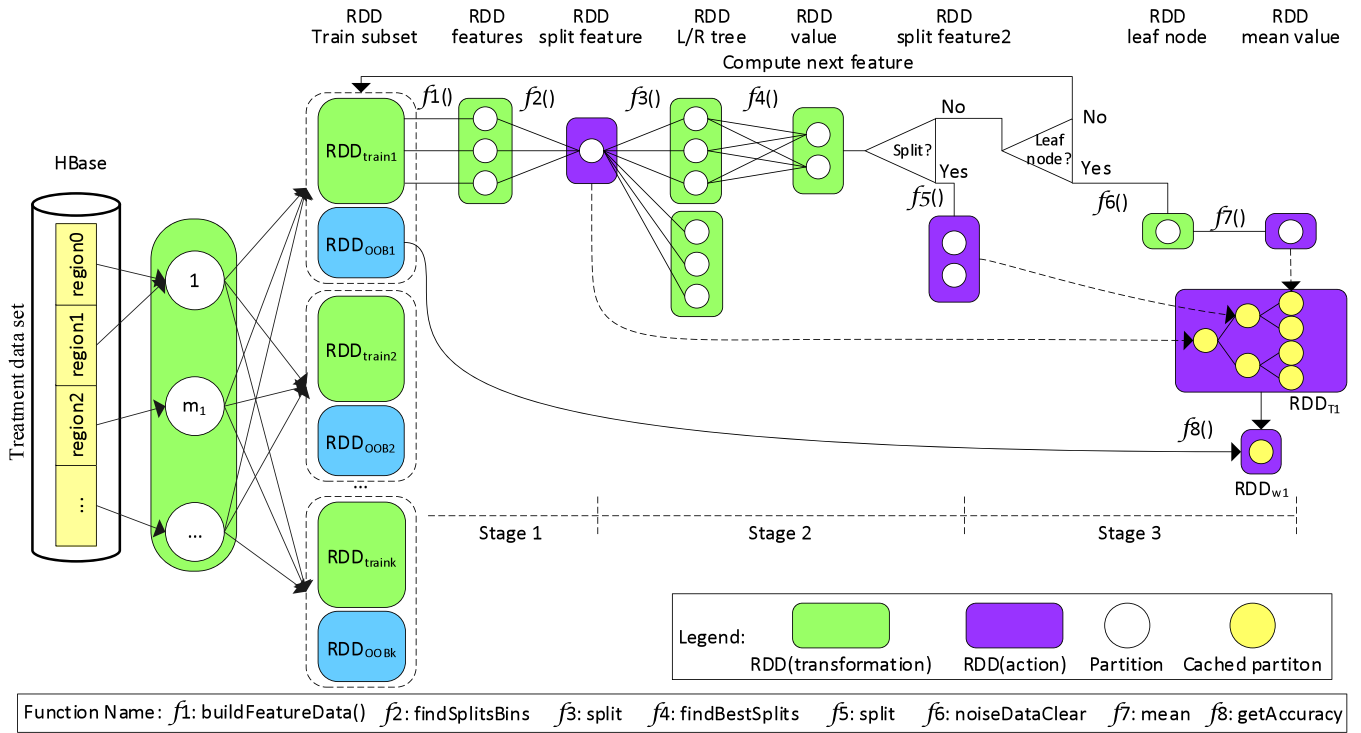 RDD Train subset
RDD features
RDD split feature
RDD L/R tree
RDD value
RDD split feature2
RDD leaf node
RDD mean value
Compute next feature
HBase
Treatment data set
region0
region1
region2
...
1
m1
...
RDDtrain1
RDDOOB1
RDDtrain2
RDDOOB2
...
RDDtraink
RDDOOBk
f1()
f2()
f3()
f4()
Split?
No
Yes
f5()
Leaf node?
No
Yes
f6()
f7()
RDDT1
f8()
RDDw1
Stage 1
Stage 2
Stage 3
Legend:
RDD(transformation)
RDD(action)
Partition
Cached partiton
Function Name: f1: buildFeatureData() f2: findSplitsBins f3: split f4: findBestSplits f5: split f6: noiseDataClear f7: mean f8: getAccuracy